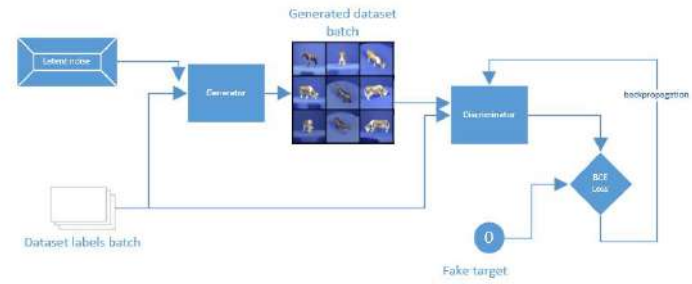 Generated dataset
batch
Latent noise
Generator
Discriminator
backpropagation
BCE
Loss
Dataset labels batch
0
Fake target